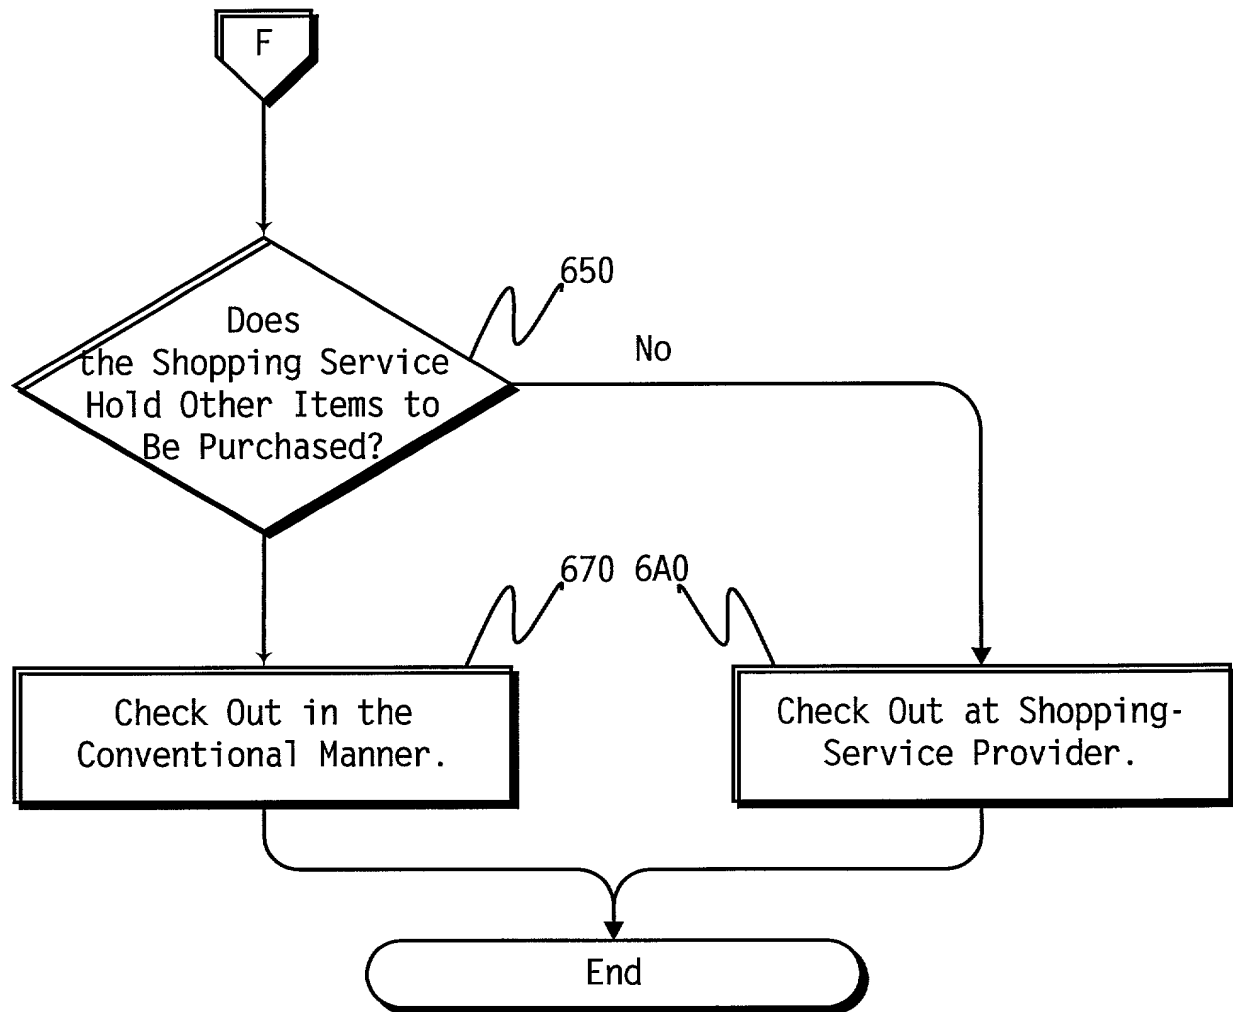 F
650
Does
the Shopping Service
Hold Other Items to
Be Purchased?
No
670 6A0
Check Out in the
Conventional Manner.
Check Out at Shopping-
Service Provider.
End